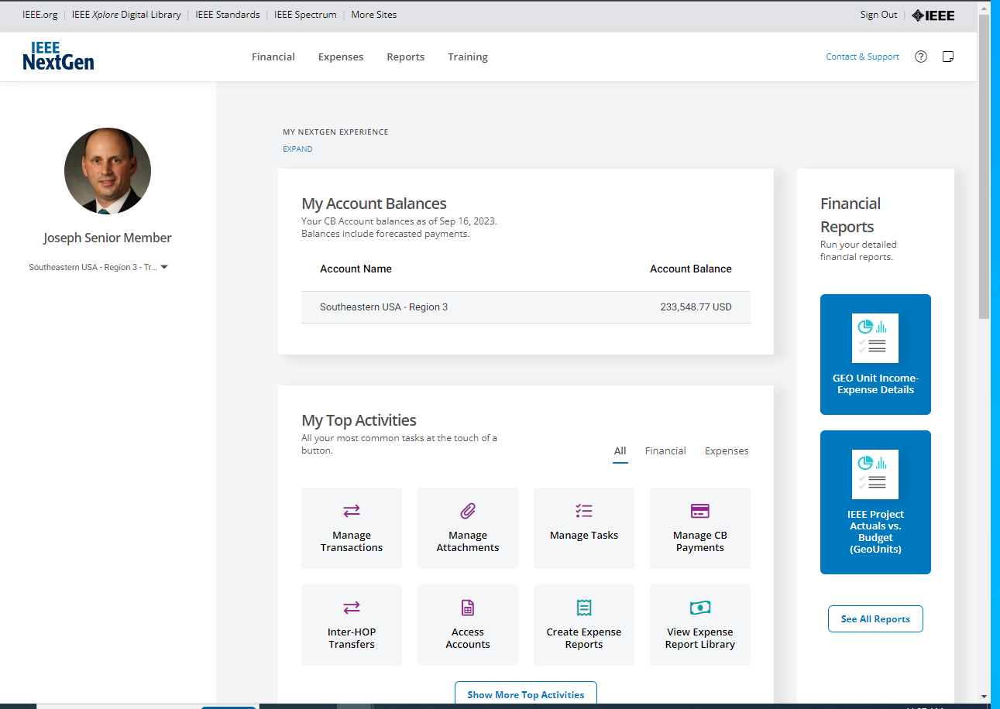 IEEE.org | IEEE Xplore Digital Library | IEEE Standards | IEEE Spectrum | More Sites
Sign Out | IEEE
IEEE
NextGen
Financial Expenses Reports Training
Contact & Support ?
Joseph Senior Member
Southeastern USA - Region 3 - Tr...
MY NEXTGEN EXPERIENCE
EXPAND
My Account Balances
Your CB Account balances as of Sep 16, 2023.
Balances include forecasted payments.
Account Name Account Balance
Southeastern USA - Region 3 233,548.77 USD
My Top Activities
All your most common tasks at the touch of a
button.
All Financial Expenses
Manage
Transactions
Manage
Attachments
Manage Tasks
Manage CB
Payments
Inter-HOP
Transfers
Access
Accounts
Create Expense
Reports
View Expense
Report Library
Show More Top Activities
Financial
Reports
Run your detailed
financial reports.
GEO Unit Income-
Expense Details
IEEE Project
Actuals vs.
Budget
(GeoUnits)
See All Reports